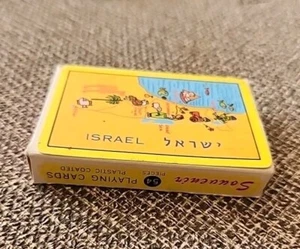 ISRAEL ישראל
Souvenir
54
PIECES
PLAYING CARDS
PLASTIC COATED